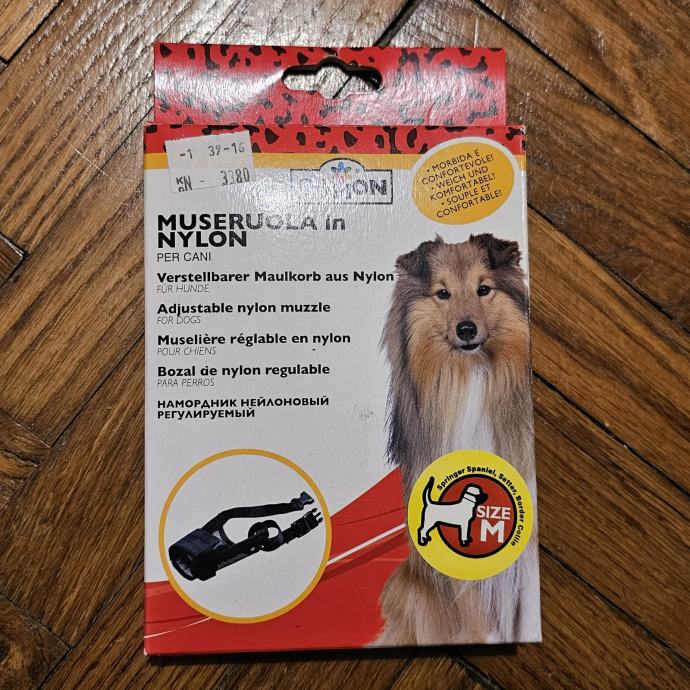 -1 39-16
KN - 3380
• MORBIDA E
CONFORTEVOLE!
• WEICH UND
KOMFORTABEL!
• SOUPLE ET
CONFORTABLE!
MUSERUOLA in
NYLON
PER CANI
Verstellbarer Maulkorb aus Nylon
FÜR HUNDE
Adjustable nylon muzzle
FOR DOGS
Muselière réglable en nylon
POUR CHIENS
Bozal de nylon regulable
PARA PERROS
НАМОРДНИК НЕЙЛОНОВЫЙ
РЕГУЛИРУЕМЫЙ
Springer Spaniel, Setter, Border Collie
SIZE
M